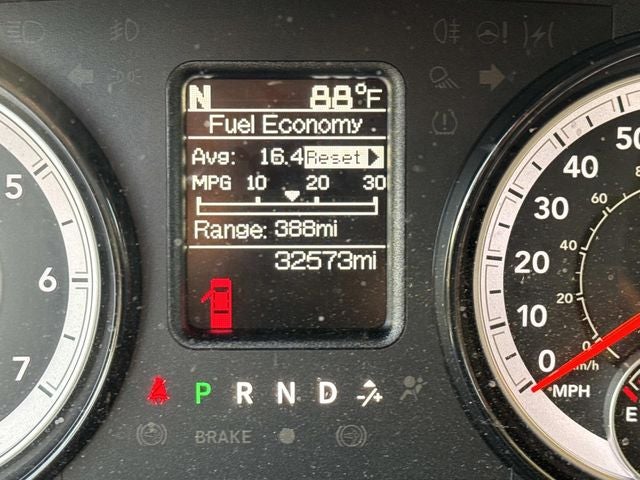 N 88°F
Fuel Economy
Avg: 16.4 Reset
MPG 10 20 30
Range: 388mi
32573mi
P R N D
BRAKE
5
6
7
50
40
30
20
10
0
MPH
60
40
20
0
km/h
E